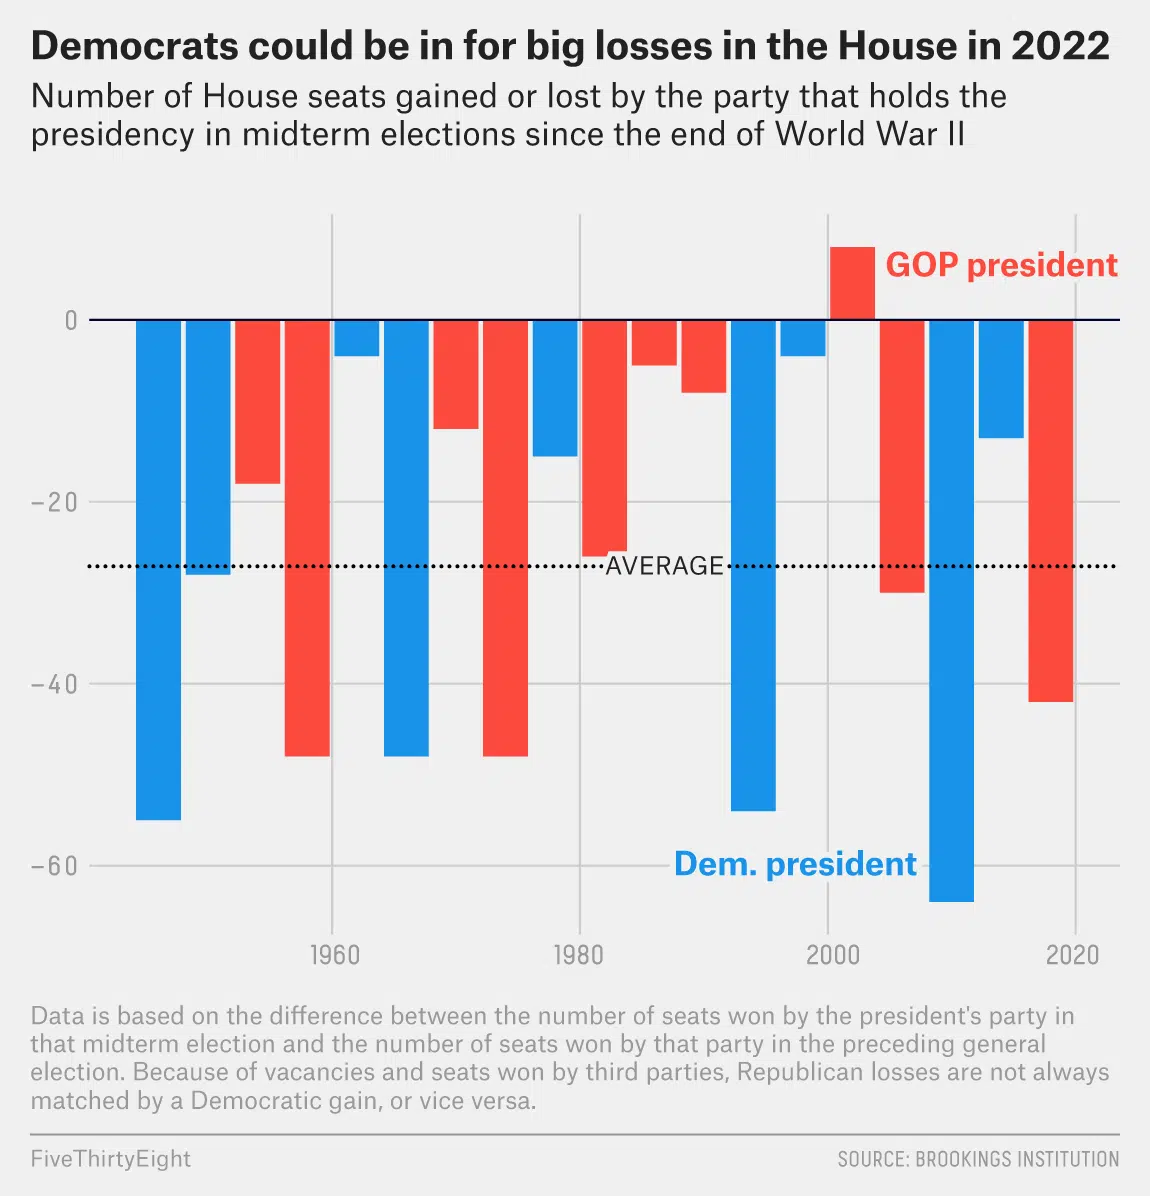 Democrats could be in for big losses in the House in 2022
Number of House seats gained or lost by the party that holds the
presidency in midterm elections since the end of World War II
GOP president
0
−20
AVERAGE
−40
−60
Dem. president
1960
1980
2000
2020
Data is based on the difference between the number of seats won by the president's party in
that midterm election and the number of seats won by that party in the preceding general
election. Because of vacancies and seats won by third parties, Republican losses are not always
matched by a Democratic gain, or vice versa.
FiveThirtyEight
SOURCE: BROOKINGS INSTITUTION